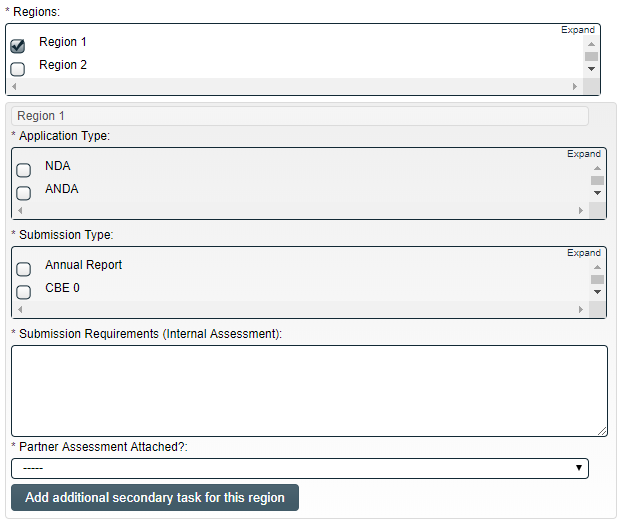 * Regions:
Expand
Region 1
Region 2
Region 1
* Application Type:
Expand
NDA
ANDA
* Submission Type:
Expand
Annual Report
CBE 0
* Submission Requirements (Internal Assessment):
* Partner Assessment Attached?:
-----
Add additional secondary task for this region